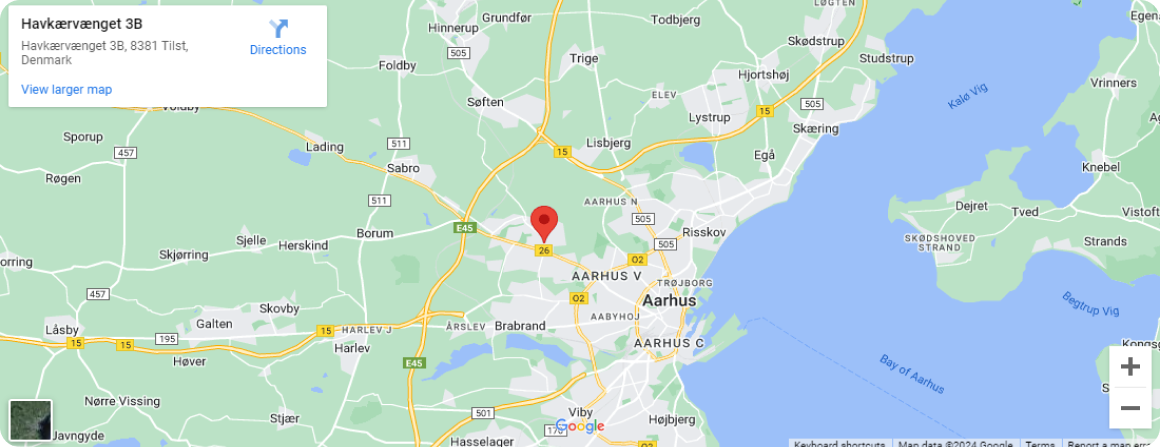 Havkærvænget 3B
Havkærvænget 3B, 8381 Tilst,
Denmark
Directions
View larger map
Grundfør
Todbjerg
LØGTEN
Hinnerup
505
Skødstrup
Studstrup
Foldby
Trige
Hjortshøj
Vrinners
Voldby
Søften
ELEV
Kalø Vig
15
505
Lystrup
Skæring
Sporup
457
Lading
511
Lisbjerg
15
Egå
Sabro
Knebel
Røgen
511
AARHUS N
505
Dejret
Tved
Vistoft
E45
Borum
Risskov
Sjelle
Herskind
26
505
SKØDSHOVED
STRAND
Strands
Skjørring
O2
AARHUS V
TRØJBORG
457
O2
Aarhus
Begtrup Vig
Skovby
Galten
15
HARLEV J
ÅRSLEV
Brabrand
AABYHOJ
Låsby
15
195
15
Harlev
AARHUS C
Høver
E45
Bay of Aarhus
Egens
Nørre Vissing
501
Stjær
Viby
Højbjerg
Google
Javngyde
Hasselager
O2
501
Keyboard shortcuts
Map data ©2024 Google
Terms
Report a map erro